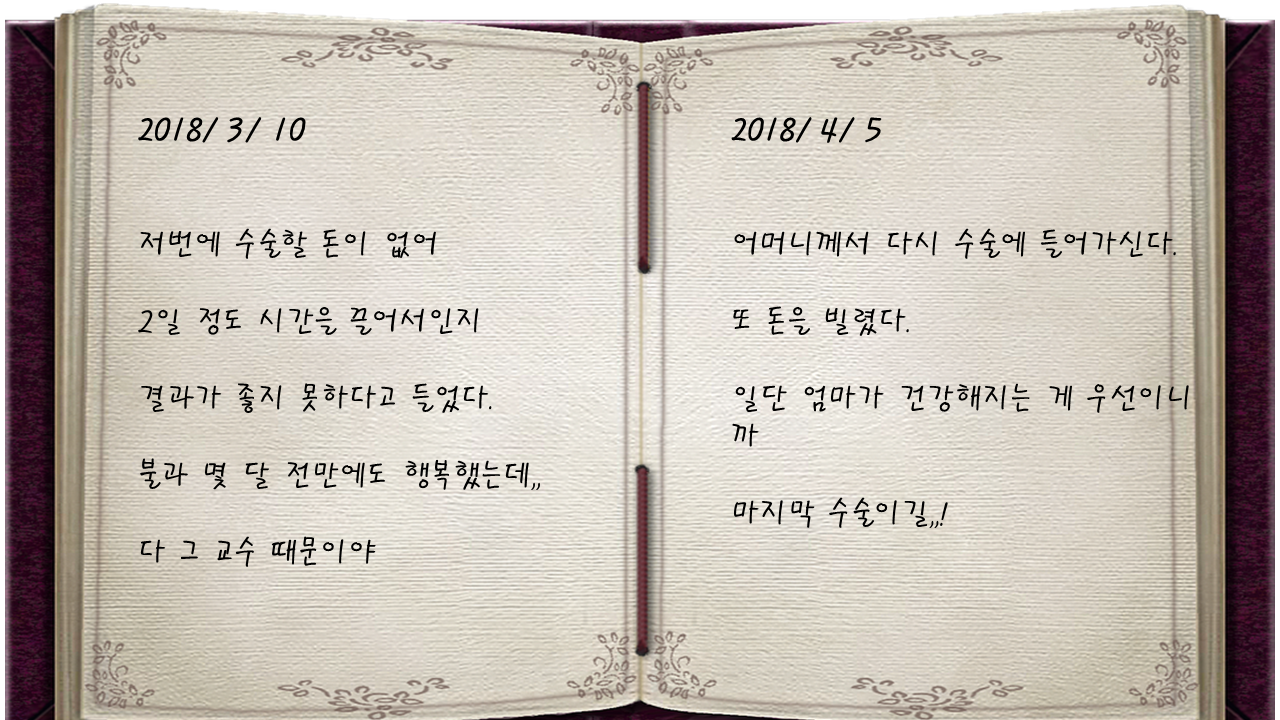 2018/ 3/ 10
저번에 수술할 돈이 없어
2일 정도 시간을 끌어서인지
결과가 좋지 못하다고 들었다.
불과 몇 달 전만에도 행복했는데,,
다 그 교수 때문이야
2018/ 4/ 5
어머니께서 다시 수술에 들어가신다.
또 돈을 빌렸다.
일단 엄마가 건강해지는 게 우선이니
까
마지막 수술이길,,,!